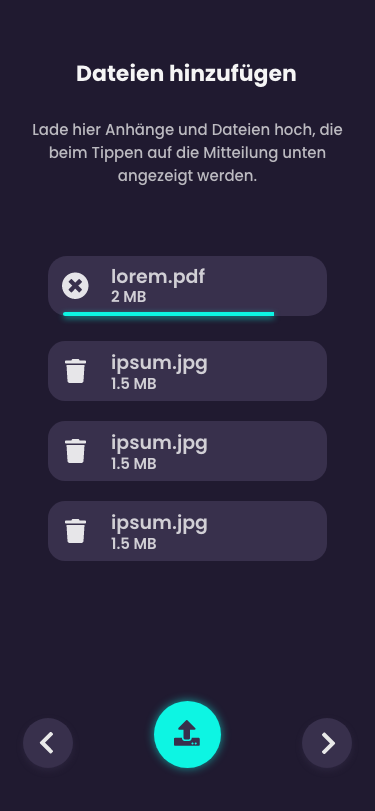 Dateien hinzufügen
Lade hier Anhänge und Dateien hoch, die
beim Tippen auf die Mitteilung unten
angezeigt werden.
lorem.pdf
2 MB
ipsum.jpg
1.5 MB
ipsum.jpg
1.5 MB
ipsum.jpg
1.5 MB